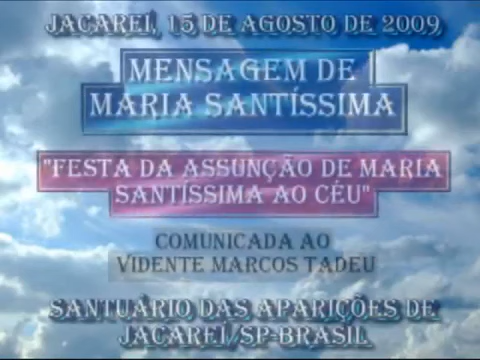 JACAREÍ, 15 DE AGOSTO DE 2009
MENSAGEM DE
MARIA SANTÍSSIMA
"FESTA DA ASSUNÇÃO DE MARIA
SANTÍSSIMA AO CÉU"
COMUNICADA AO
VIDENTE MARCOS TADEU
SANTUÁRIO DAS APARIÇÕES DE
JACAREÍ/SP-BRASIL